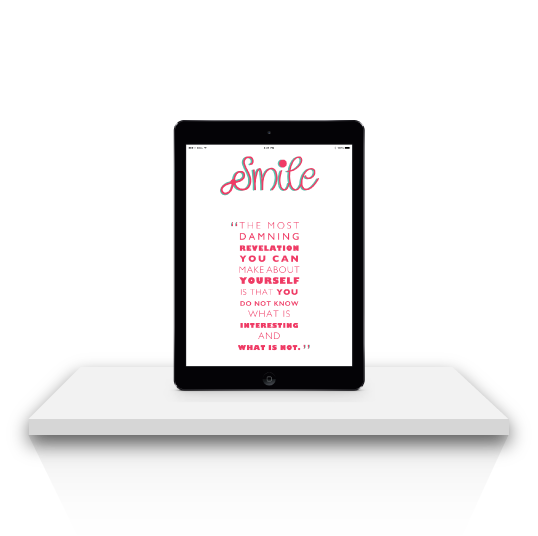 Smile
“THE MOST
DAMNING
REVELATION
YOU CAN
MAKE ABOUT
YOURSELF
IS THAT YOU
DO NOT KNOW
WHAT IS
INTERESTING
AND
WHAT IS NOT.”